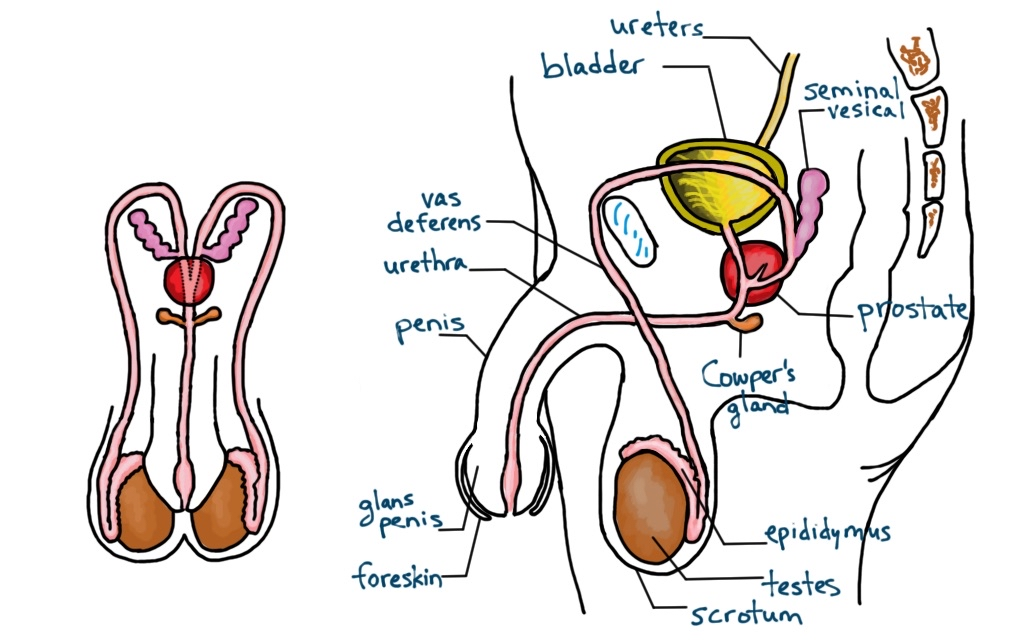 ureters
bladder
seminal
vesical
vas
deferens
urethra
penis
prostate
Cowper's
gland
glans
penis
foreskin
epididymus
testes
scrotum